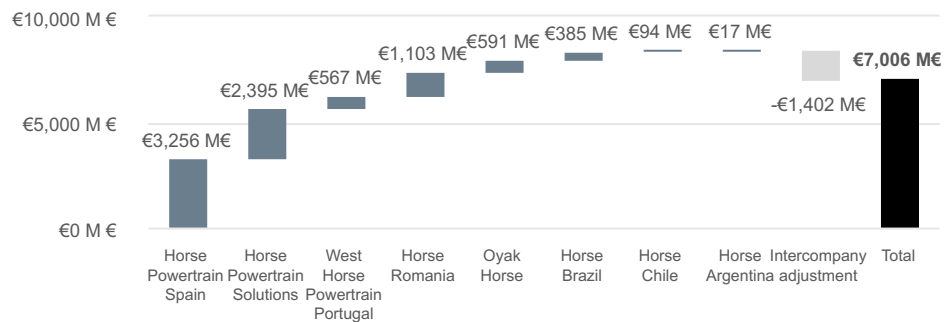 €10,000 M €
€5,000 M €
€0 M €
€3,256 M€
€2,395 M€
€567 M€
€1,103 M€
€591 M€
€385 M€
€94 M€
€17 M€
-€1,402 M€
€7,006 M€
Horse
Powertrain
Spain
Horse
Powertrain
Solutions
West
Horse
Powertrain
Portugal
Horse
Romania
Oyak
Horse
Horse
Brazil
Horse
Chile
Horse
Argentina
Intercompany
adjustment
Total